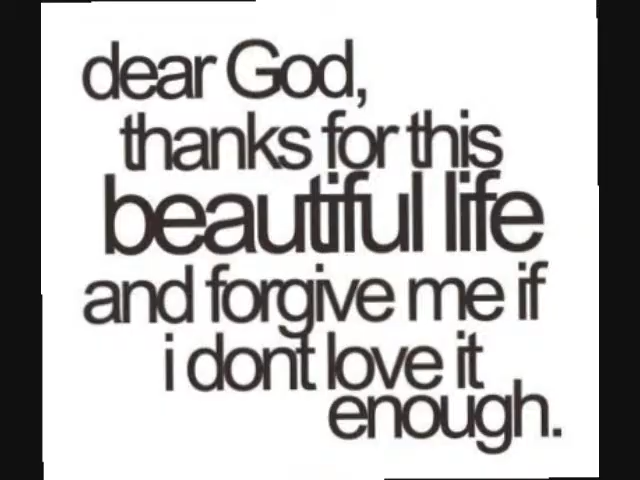 dear God,
thanks for this
beautiful life
and forgive me if
i dont love it
enough.